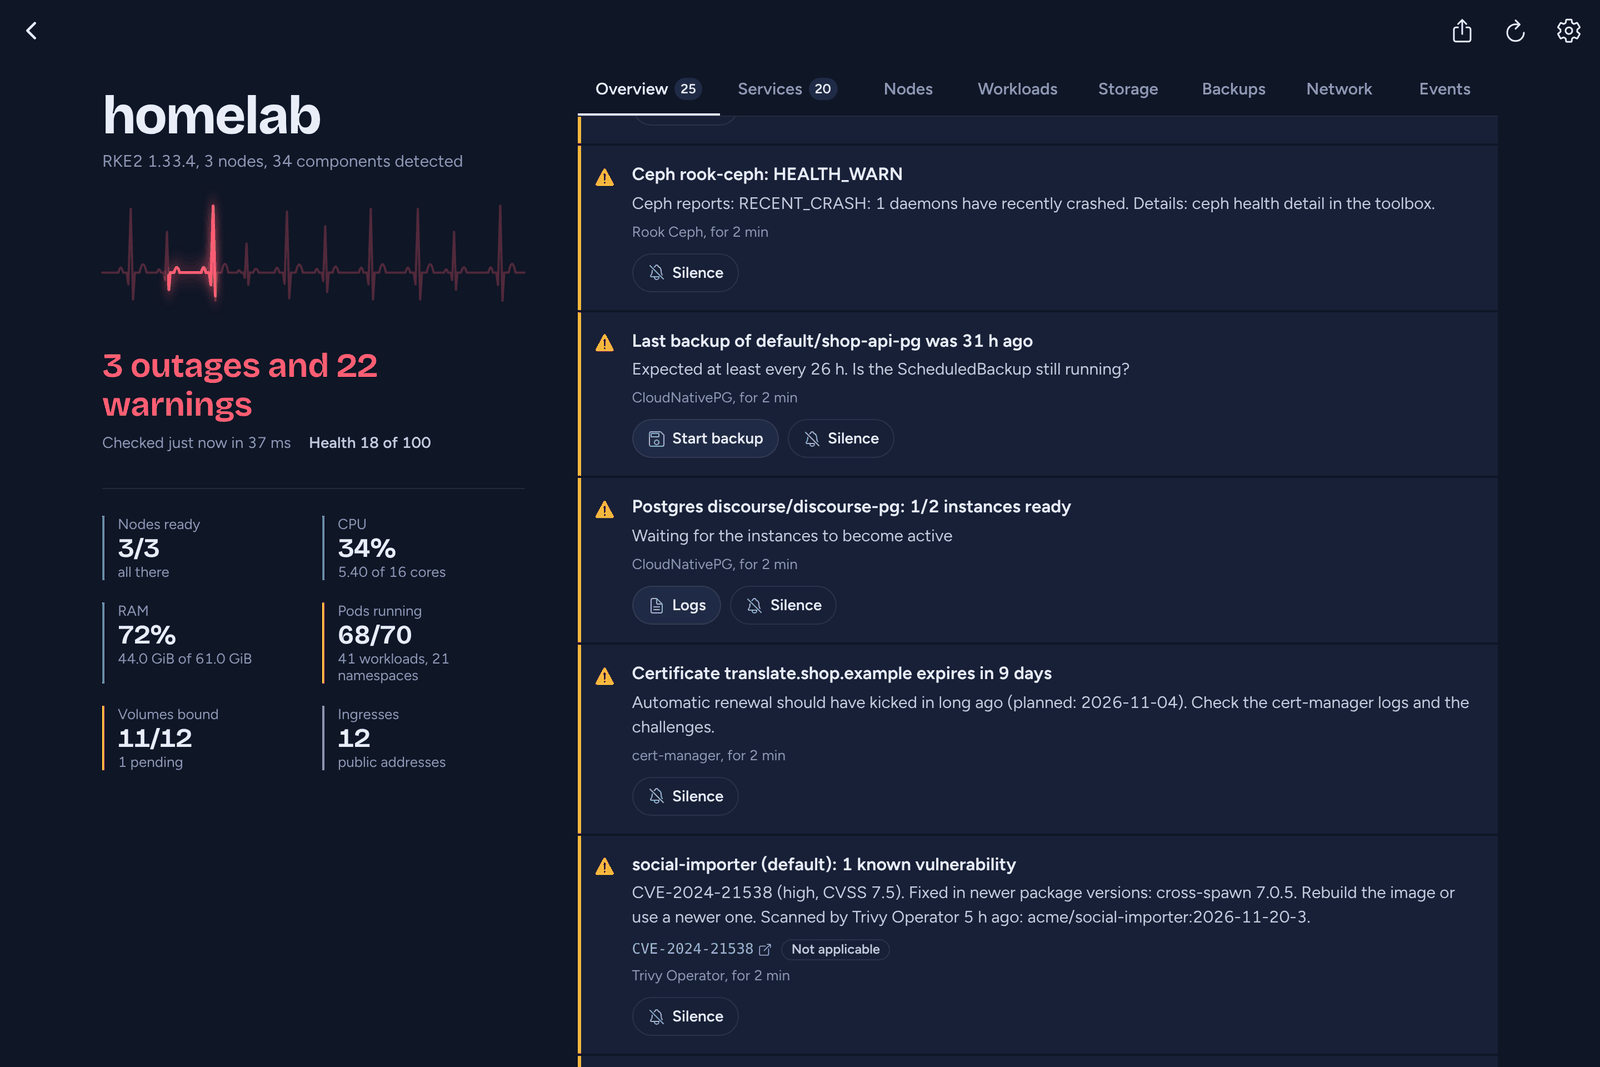 homelab
RKE2 1.33.4, 3 nodes, 34 components detected
3 outages and 22
warnings
Checked just now in 37 ms Health 18 of 100
Nodes ready
3/3
all there
CPU
34%
5.40 of 16 cores
RAM
72%
44.0 GiB of 61.0 GiB
Pods running
68/70
41 workloads, 21
namespaces
Volumes bound
11/12
1 pending
Ingresses
12
public addresses
Overview 25 Services 20 Nodes Workloads Storage Backups Network Events
Ceph rook-ceph: HEALTH_WARN
Ceph reports: RECENT_CRASH: 1 daemons have recently crashed. Details: ceph health detail in the toolbox.
Rook Ceph, for 2 min
Silence
Last backup of default/shop-api-pg was 31 h ago
Expected at least every 26 h. Is the ScheduledBackup still running?
CloudNativePG, for 2 min
Start backup Silence
Postgres discourse/discourse-pg: 1/2 instances ready
Waiting for the instances to become active
CloudNativePG, for 2 min
Logs Silence
Certificate translate.shop.example expires in 9 days
Automatic renewal should have kicked in long ago (planned: 2026-11-04). Check the cert-manager logs and the
challenges.
cert-manager, for 2 min
Silence
social-importer (default): 1 known vulnerability
CVE-2024-21538 (high, CVSS 7.5). Fixed in newer package versions: cross-spawn 7.0.5. Rebuild the image or
use a newer one. Scanned by Trivy Operator 5 h ago: acme/social-importer:2026-11-20-3.
CVE-2024-21538 Not applicable
Trivy Operator, for 2 min
Silence